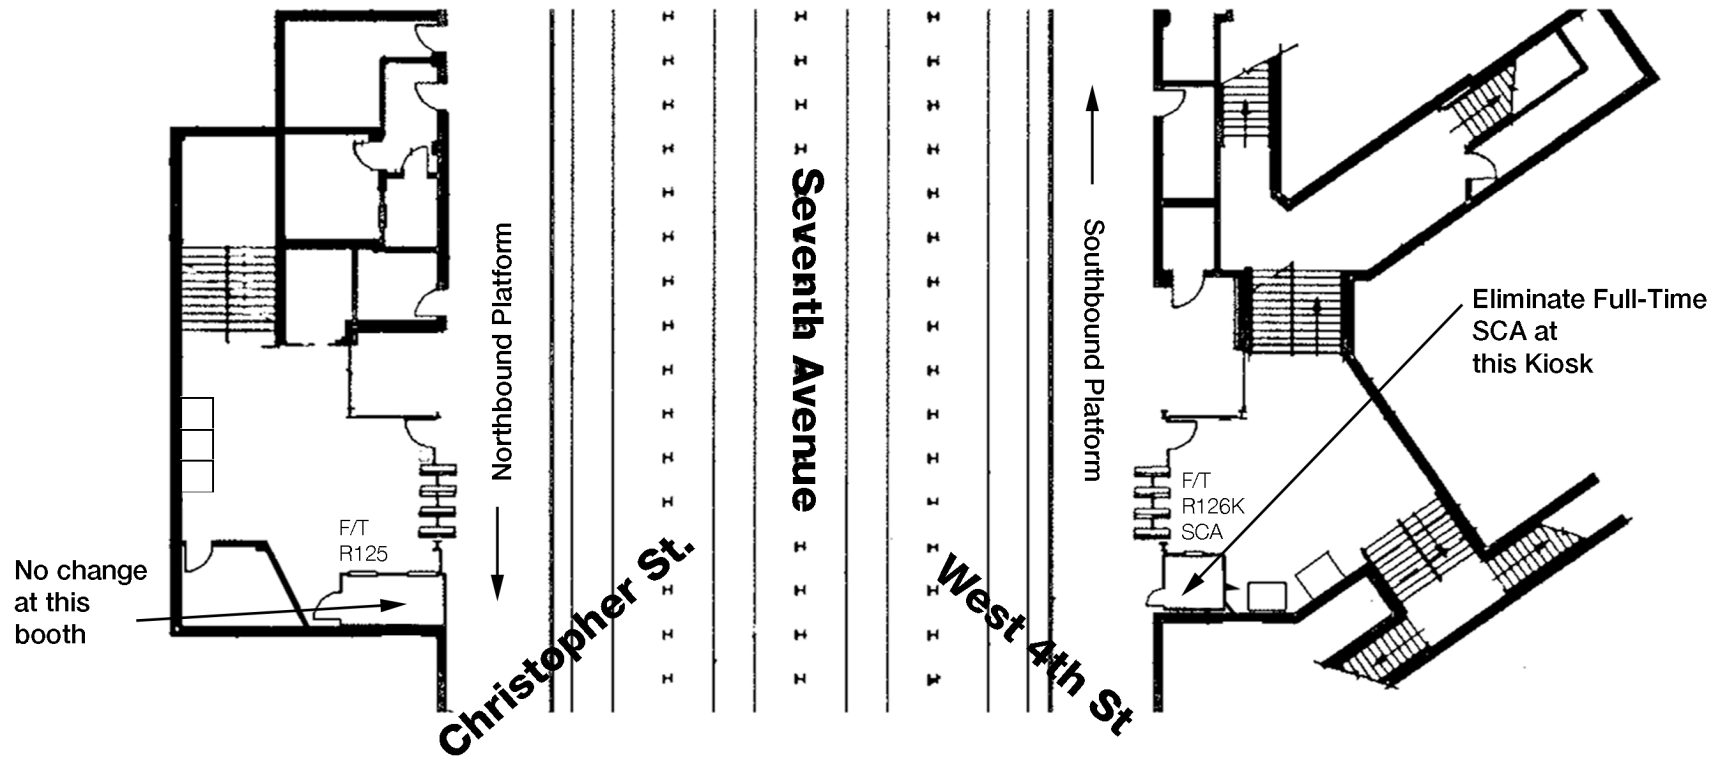 Seventh Avenue
Northbound Platform
Southbound Platform
Eliminate Full-Time
SCA at
this Kiosk
F/T
R126K
SCA
F/T
R125
No change
at this
booth
Christopher St.
West 4th St